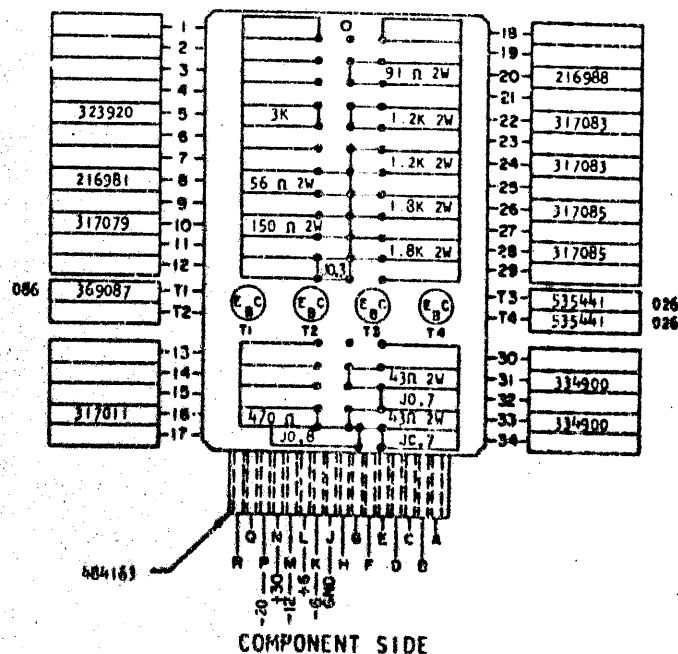 1
2
3
4
323920 5
6
7
216981 8
9
317079 10
11
12
086 369087 T1
T2
13
14
15
317011 16
17
O
91 Ω 2W
3K
1.2K 2W
1.2K 2W
56 Ω 2W
1.8K 2W
150 Ω 2W
1.8K 2W
J0.3
E B C E B C E B C E B C
T1 T2 T3 T4
43Ω 2W
J0.7
470 Ω 43Ω 2W
J0.8 J0.7
18
19
20 216988
21
22 317083
23
24 317083
25
26 317085
27
28 317085
29
T3 535441 026
T4 535441 026
30
31 334900
32
33 334900
34
484163
R Q P N M L K J H G F E D C B A
-20 +30 -12 +6 -6 GND
COMPONENT SIDE